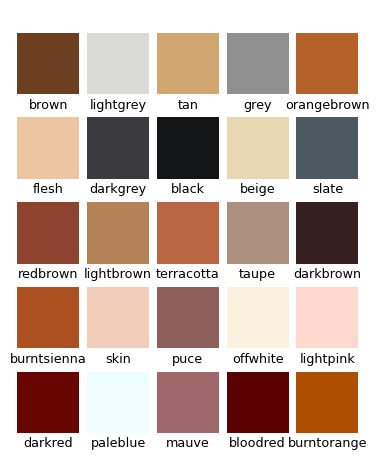 brown lightgrey tan grey orangebrown
flesh darkgrey black beige slate
redbrown lightbrown terracotta taupe darkbrown
burntsienna skin puce offwhite lightpink
darkred paleblue mauve bloodred burntorange